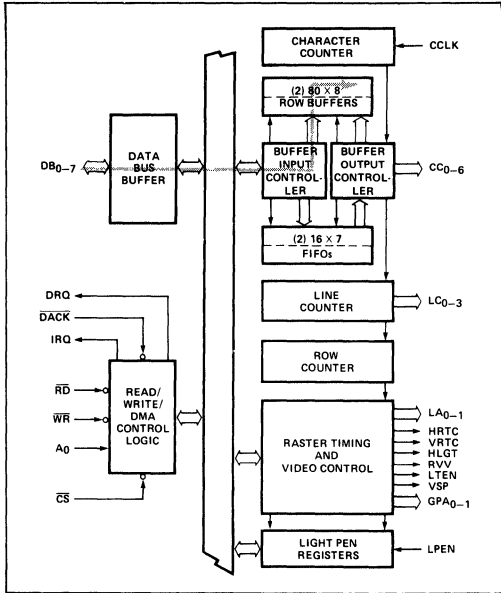 CHARACTER
COUNTER
CCLK
(2) 80 X 8
ROW BUFFERS
DB0-7
DATA
BUS
BUFFER
BUFFER
INPUT
CONTROL-
LER
BUFFER
OUTPUT
CONTROL-
LER
CC0-6
(2) 16 X 7
FIFOs
DRQ
DACK
IRQ
RD
WR
A0
CS
READ/
WRITE/
DMA
CONTROL
LOGIC
LINE
COUNTER
LC0-3
ROW
COUNTER
RASTER TIMING
AND
VIDEO CONTROL
LA0-1
HRTC
VRTC
HLGT
RVV
LTEN
VSP
GPA0-1
LIGHT PEN
REGISTERS
LPEN